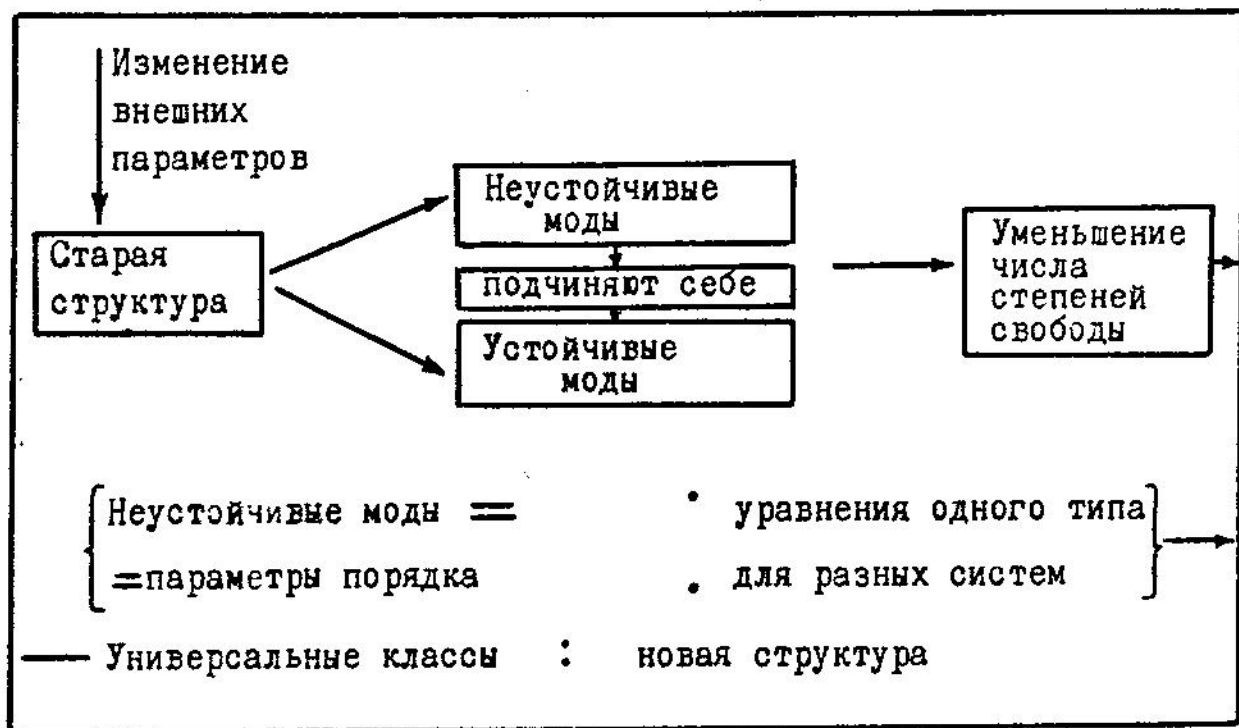 Изменение
внешних
параметров
Старая
структура
Неустойчивые
моды
подчиняют себе
Устойчивые
моды
Уменьшение
числа
степеней
свободы
Неустойчивые моды = · уравнения одного типа
=параметры порядка . для разных систем
— Универсальные классы : новая структура